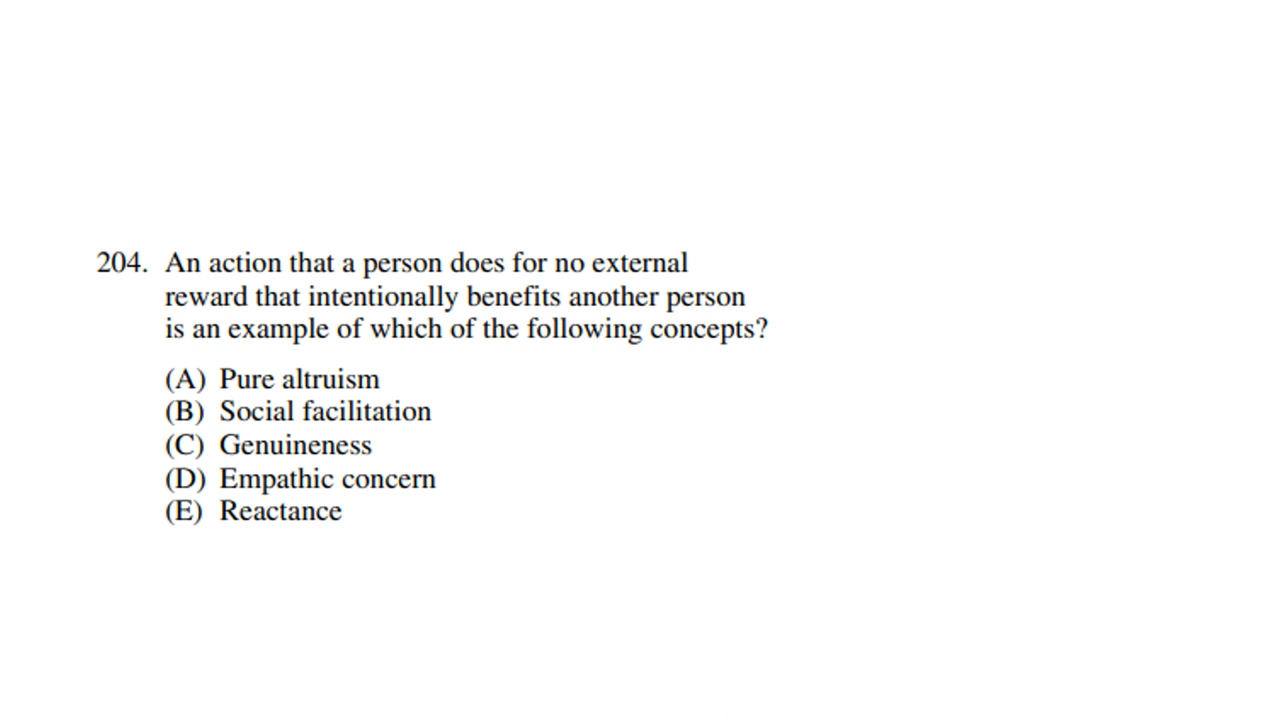 204. An action that a person does for no external
reward that intentionally benefits another person
is an example of which of the following concepts?
(A) Pure altruism
(B) Social facilitation
(C) Genuineness
(D) Empathic concern
(E) Reactance